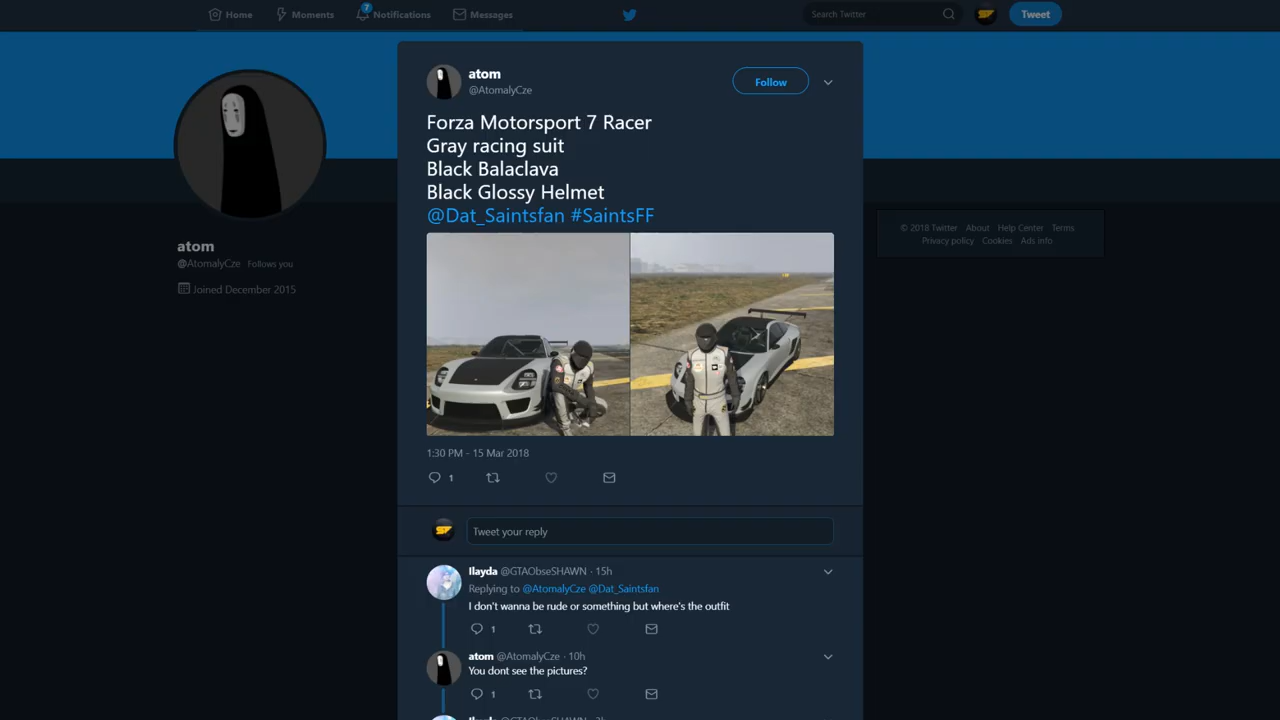 Home
Moments
7
Notifications
Messages
Search Twitter
Tweet
atom
@AtomalyCze
Follow
Forza Motorsport 7 Racer
Gray racing suit
Black Balaclava
Black Glossy Helmet
@Dat_Saintsfan #SaintsFF
1:30 PM - 15 Mar 2018
1
Tweet your reply
Ilayda @GTAObseSHAWN · 15h
Replying to @AtomalyCze @Dat_Saintsfan
I don't wanna be rude or something but where's the outfit
1
atom @AtomalyCze · 10h
You dont see the pictures?
1
atom
@AtomalyCze Follows you
Joined December 2015
© 2018 Twitter About Help Center Terms
Privacy policy Cookies Ads info